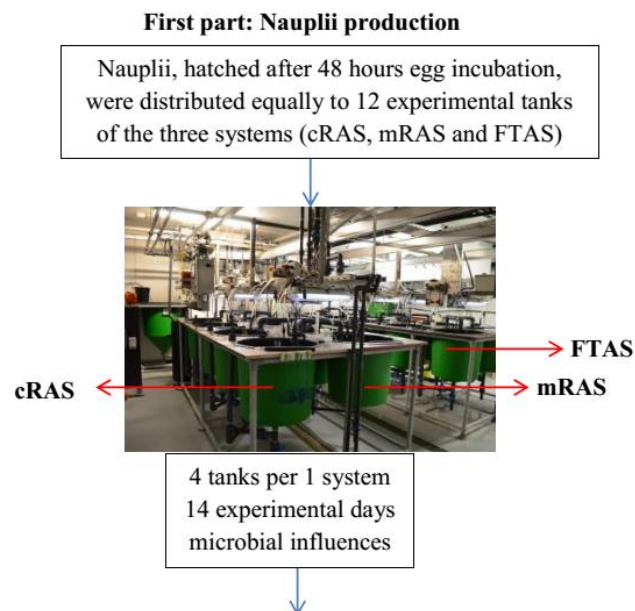 First part: Nauplii production
Nauplii, hatched after 48 hours egg incubation,
were distributed equally to 12 experimental tanks
of the three systems (cRAS, mRAS and FTAS)
FTAS
cRAS
mRAS
4 tanks per 1 system
14 experimental days
microbial influences